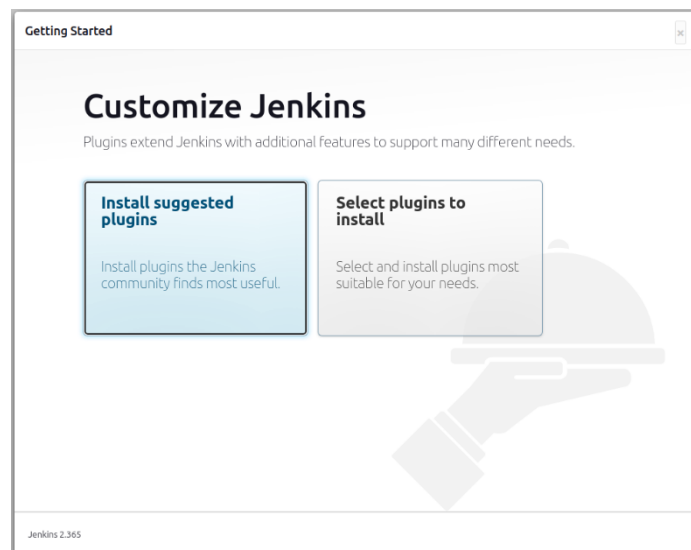 Getting Started
×
Customize Jenkins
Plugins extend Jenkins with additional features to support many different needs.
Install suggested
plugins
Install plugins the Jenkins
community finds most useful.
Select plugins to
install
Select and install plugins most
suitable for your needs.
Jenkins 2.365